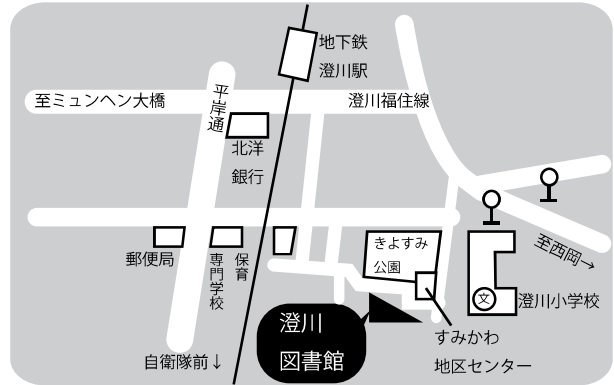 地下鉄
澄川駅
至ミュンヘン大橋
平岸通
澄川福住線
北洋
銀行
郵便局
専門学校
保育
きよすみ
公園
至西岡→
文
澄川小学校
澄川
図書館
すみかわ
地区センター
自衛隊前↓